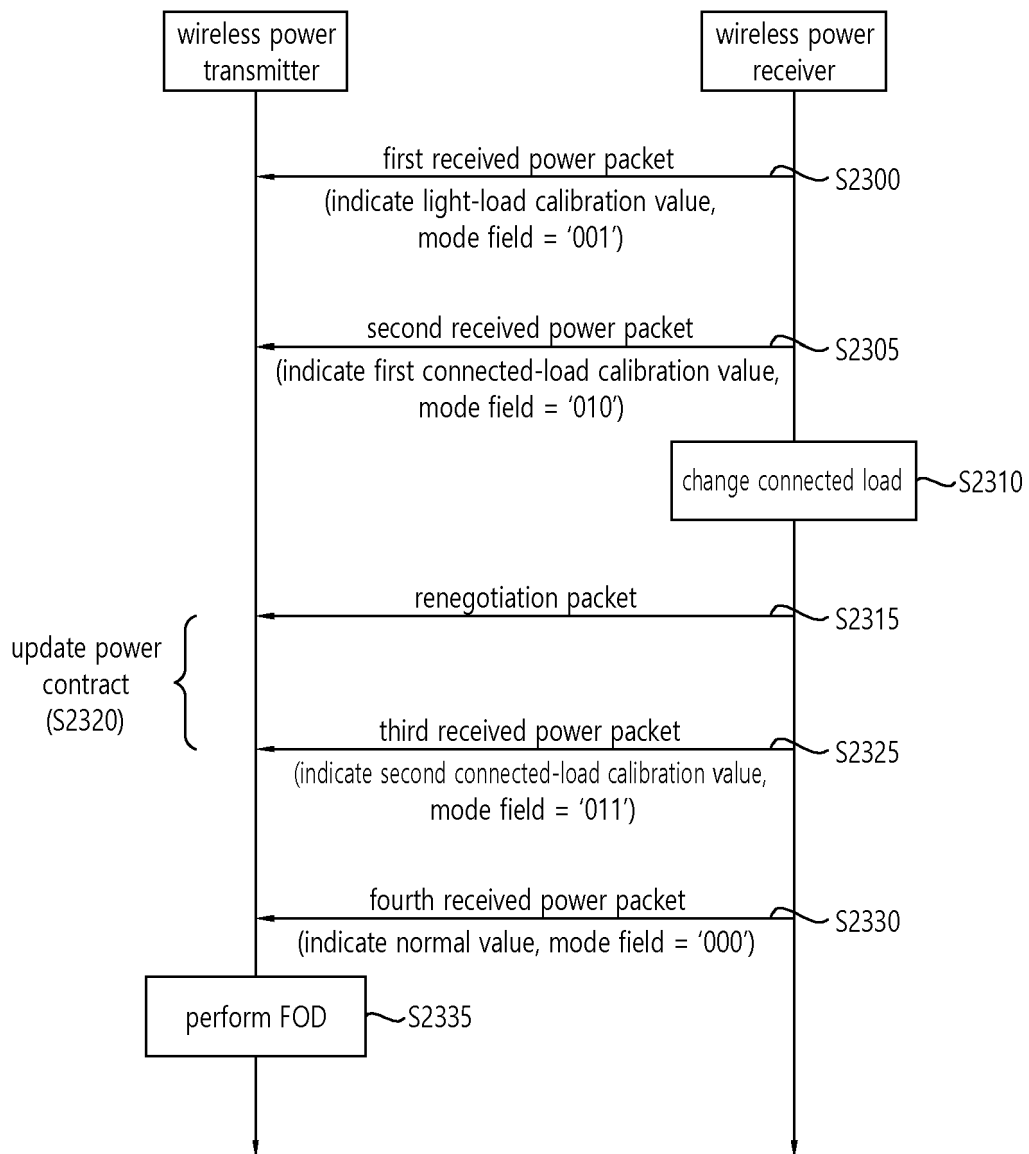 wireless power
transmitter
wireless power
receiver
first received power packet
S2300
(indicate light-load calibration value,
mode field = ‘001’)
second received power packet
S2305
(indicate first connected-load calibration value,
mode field = ‘010’)
change connected load
S2310
renegotiation packet
S2315
update power
contract
(S2320)
third received power packet
S2325
(indicate second connected-load calibration value,
mode field = ‘011’)
fourth received power packet
S2330
(indicate normal value, mode field = ‘000’)
perform FOD
S2335